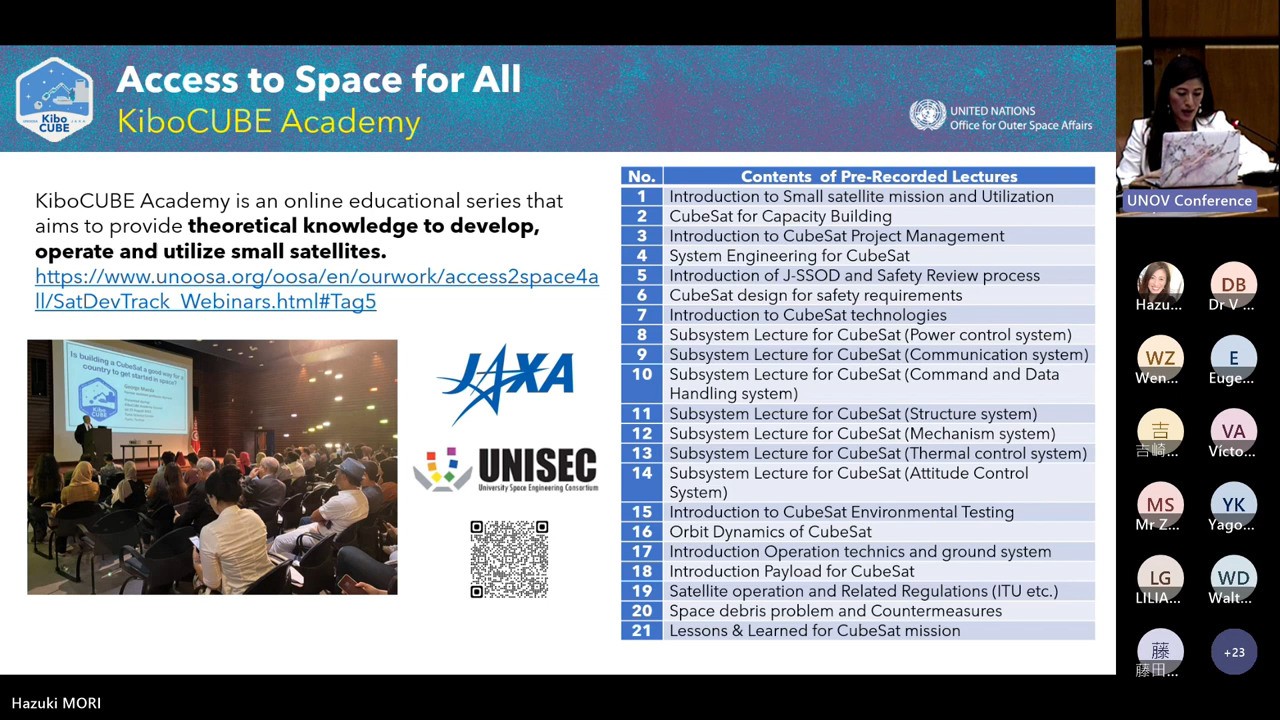 Access to Space for All
KiboCUBE Academy
Kibo
CUBE
UNITED NATIONS
Office for Outer Space Affairs
KiboCUBE Academy is an online educational series that
aims to provide theoretical knowledge to develop,
operate and utilize small satellites.
https://www.unoosa.org/oosa/en/ourwork/access2space4a
ll/SatDevTrack_Webinars.html#Tag5
Is building a CubeSat a good way for a
country to get started in space?
Kibo
CUBE
JAXA
UNISEC
University Space Engineering Consortium
No. Contents of Pre-Recorded Lectures
1 Introduction to Small satellite mission and Utilization
2 CubeSat for Capacity Building
3 Introduction to CubeSat Project Management
4 System Engineering for CubeSat
5 Introduction of J-SSOD and Safety Review process
6 CubeSat design for safety requirements
7 Introduction to CubeSat technologies
8 Subsystem Lecture for CubeSat (Power control system)
9 Subsystem Lecture for CubeSat (Communication system)
10 Subsystem Lecture for CubeSat (Command and Data
Handling system)
11 Subsystem Lecture for CubeSat (Structure system)
12 Subsystem Lecture for CubeSat (Mechanism system)
13 Subsystem Lecture for CubeSat (Thermal control system)
14 Subsystem Lecture for CubeSat (Attitude Control
System)
15 Introduction to CubeSat Environmental Testing
16 Orbit Dynamics of CubeSat
17 Introduction Operation technics and ground system
18 Introduction Payload for CubeSat
19 Satellite operation and Related Regulations (ITU etc.)
20 Space debris problem and Countermeasures
21 Lessons & Learned for CubeSat mission
UNOV Conference
DB
Hazu... Dr V ...
WZ E
Wen... Euge...
吉 VA
吉崎... Vícto...
MS YK
Mr Z... Yago...
LG WD
LILIA... Walt...
藤 +23
藤田...
Hazuki MORI